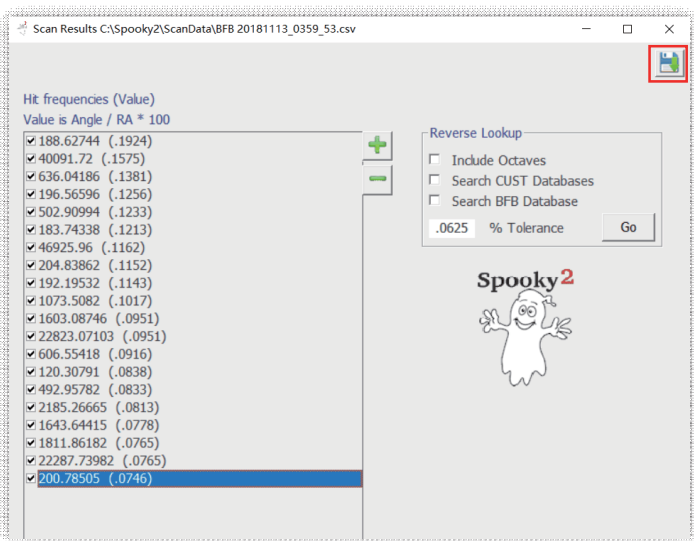 Scan Results C:\Spooky2\ScanData\BFB 20181113_0359_53.csv
Hit frequencies (Value)
Value is Angle / RA * 100
188.62744 (.1924)
40091.72 (.1575)
636.04186 (.1381)
196.56596 (.1256)
502.90994 (.1233)
183.74338 (.1213)
46925.96 (.1162)
204.83862 (.1152)
192.19532 (.1143)
1073.5082 (.1017)
1603.08746 (.0951)
22823.07103 (.0951)
606.55418 (.0916)
120.30791 (.0838)
492.95782 (.0833)
2185.26665 (.0813)
1643.64415 (.0778)
1811.86182 (.0765)
22287.73982 (.0765)
200.78505 (.0746)
Reverse Lookup
Include Octaves
Search CUST Databases
Search BFB Database
.0625 % Tolerance Go
Spooky2